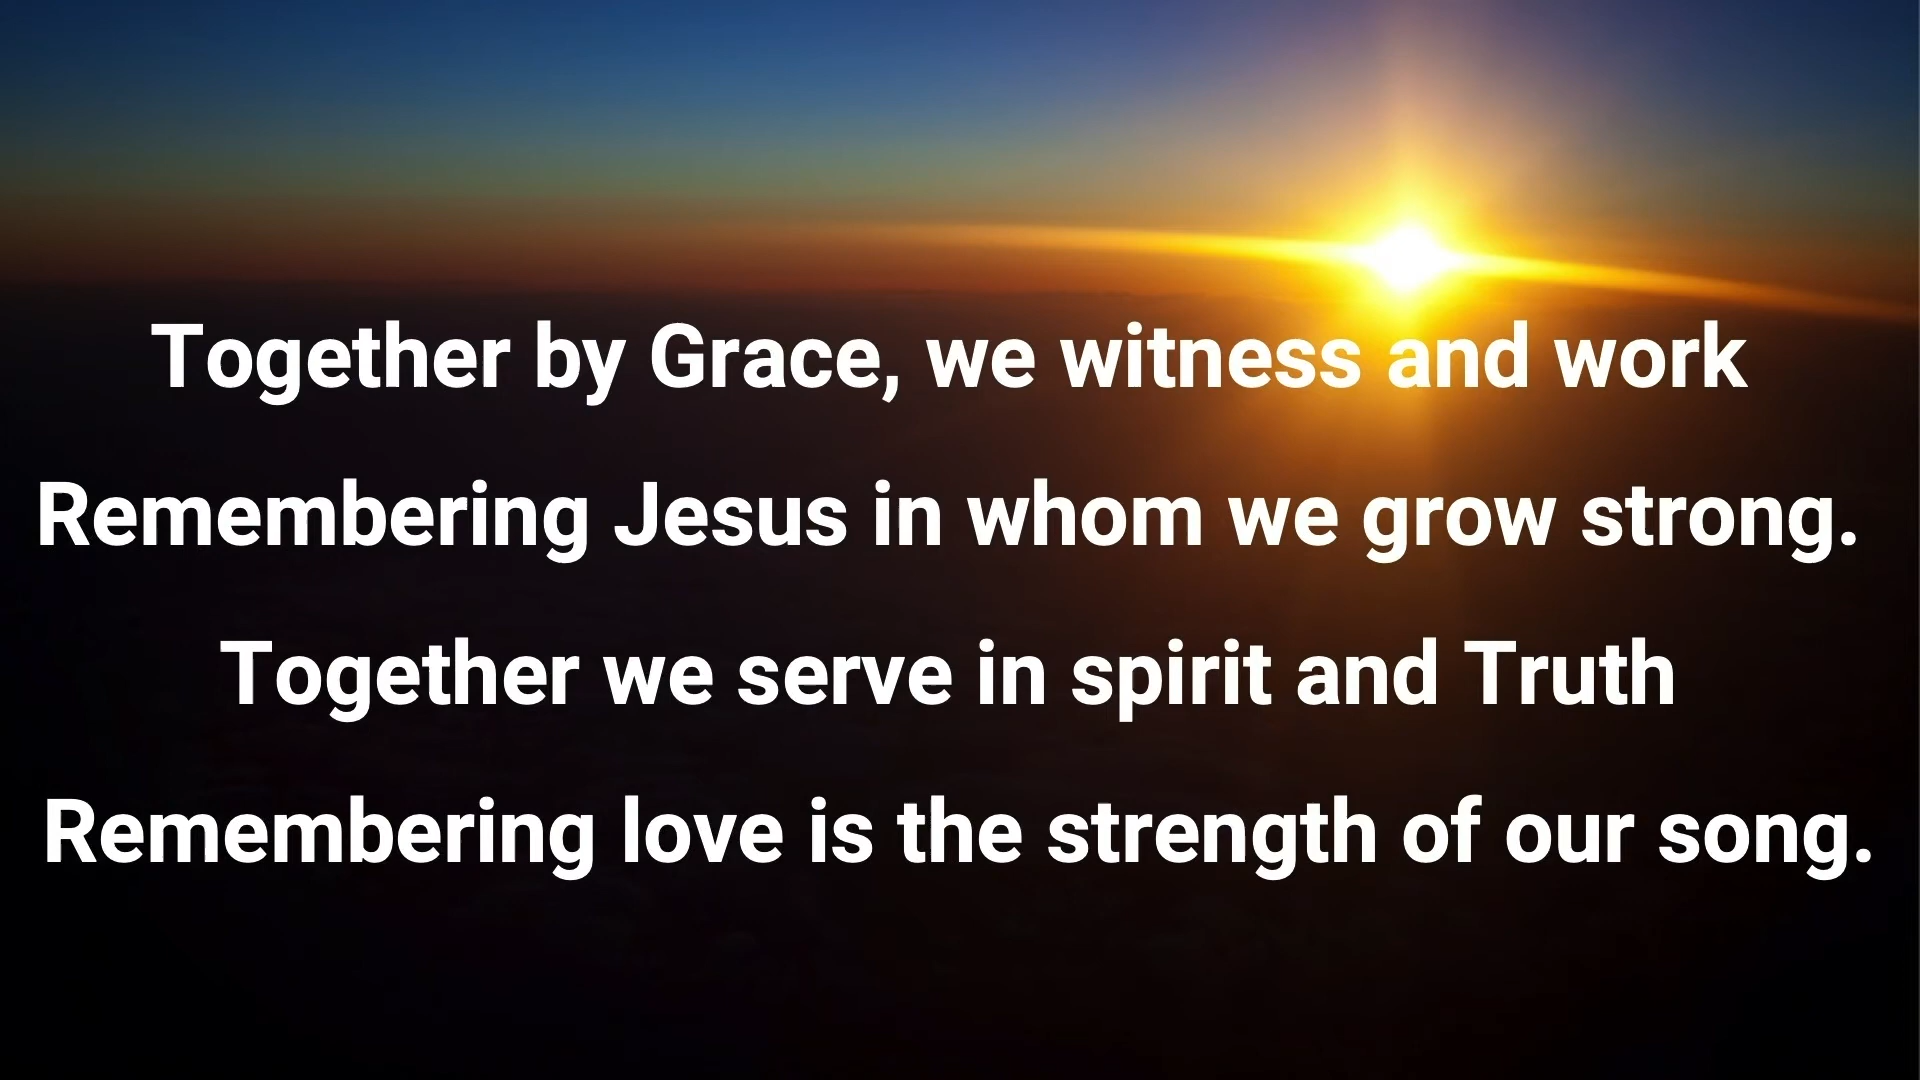 Together by Grace, we witness and work
Remembering Jesus in whom we grow strong.
Together we serve in spirit and Truth
Remembering love is the strength of our song.